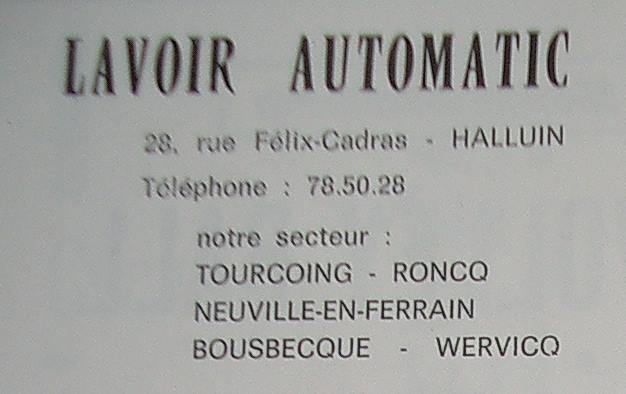 LAVOIR AUTOMATIC
28, rue Félix-Cadras - HALLUIN
Téléphone : 78.50.28
notre secteur :
TOURCOING - RONCQ
NEUVILLE-EN-FERRAIN
BOUSBECQUE - WERVICQ